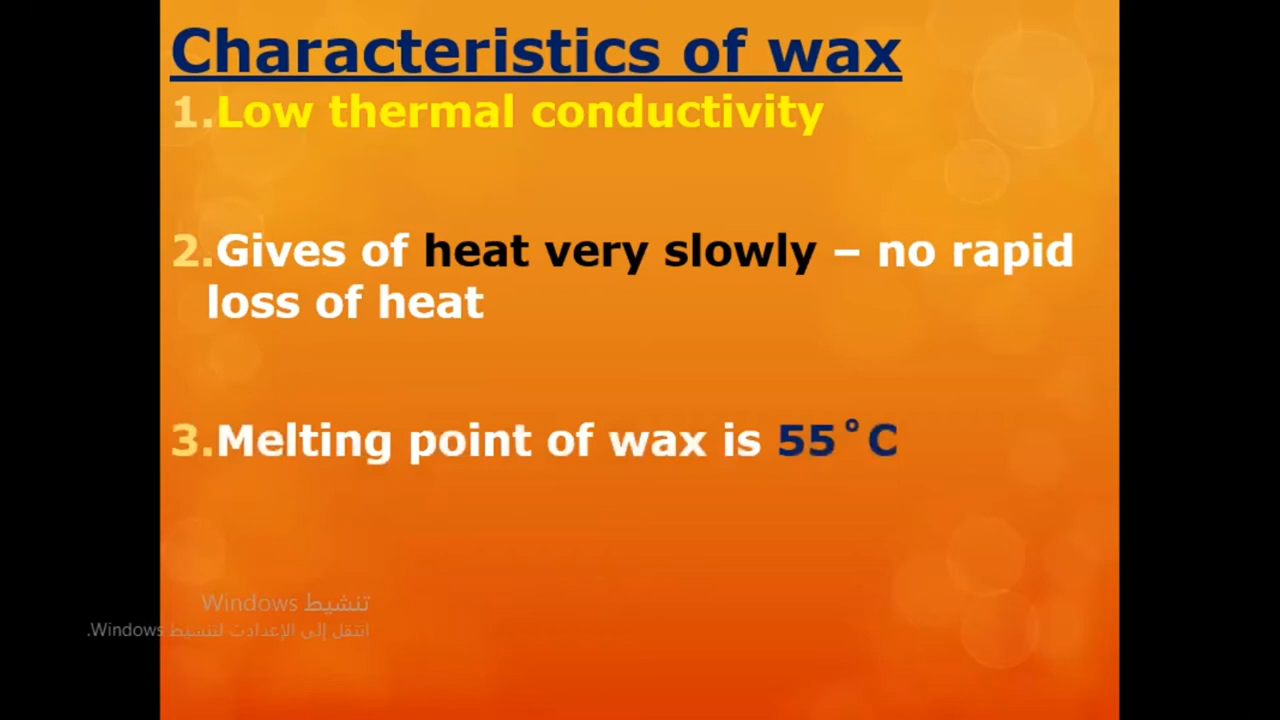 Characteristics of wax
1.Low thermal conductivity
2.Gives of heat very slowly – no rapid
loss of heat
3.Melting point of wax is 55˚C
تنشيط Windows
انتقل إلى الإعدادت لتنشيط Windows.